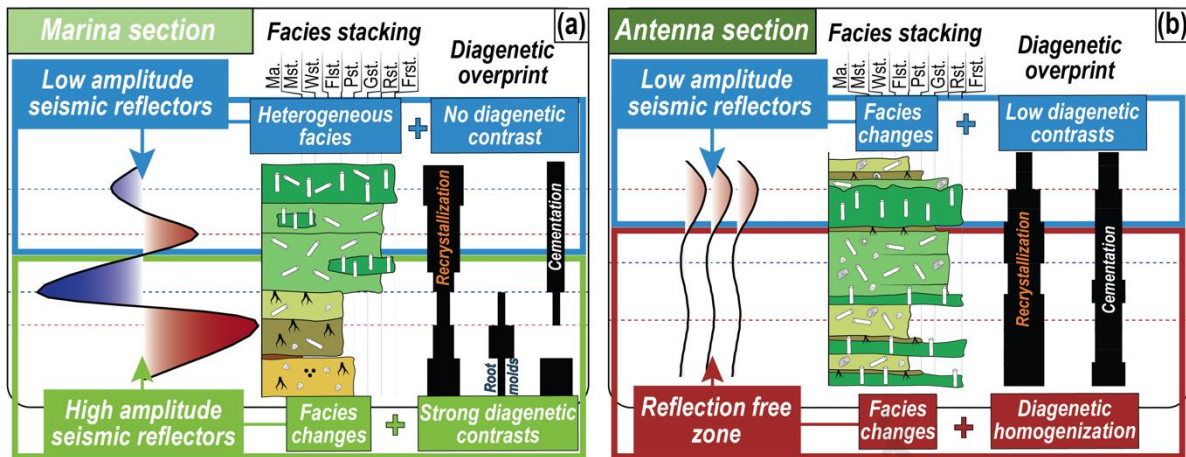 Marina section
Facies stacking
(a)
Diagenetic
overprint
Ma.
Mst.
Wst.
Flst.
Pst.
Gst.
Rst.
Frst.
Low amplitude
seismic reflectors
Heterogeneous
facies
+
No diagenetic
contrast
Recrystallization
Cementation
Root
molds
High amplitude
seismic reflectors
Facies
changes
+
Strong diagenetic
contrasts
Antenna section
Facies stacking
(b)
Diagenetic
overprint
Ma.
Mst.
Wst.
Flst.
Pst.
Gst.
Rst.
Frst.
Low amplitude
seismic reflectors
Facies
changes
+
Low diagenetic
contrasts
Recrystallization
Cementation
Reflection free
zone
Facies
changes
+
Diagenetic
homogenization